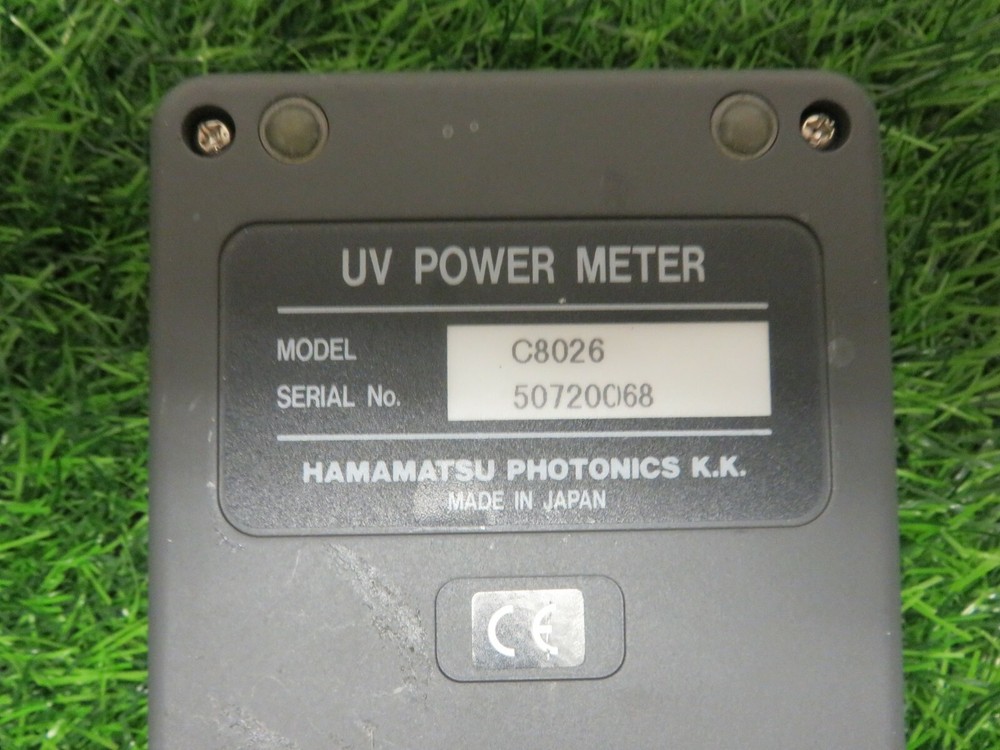 UV POWER METER
MODEL C8026
SERIAL No. 50720068
HAMAMATSU PHOTONICS K.K.
MADE IN JAPAN
CE